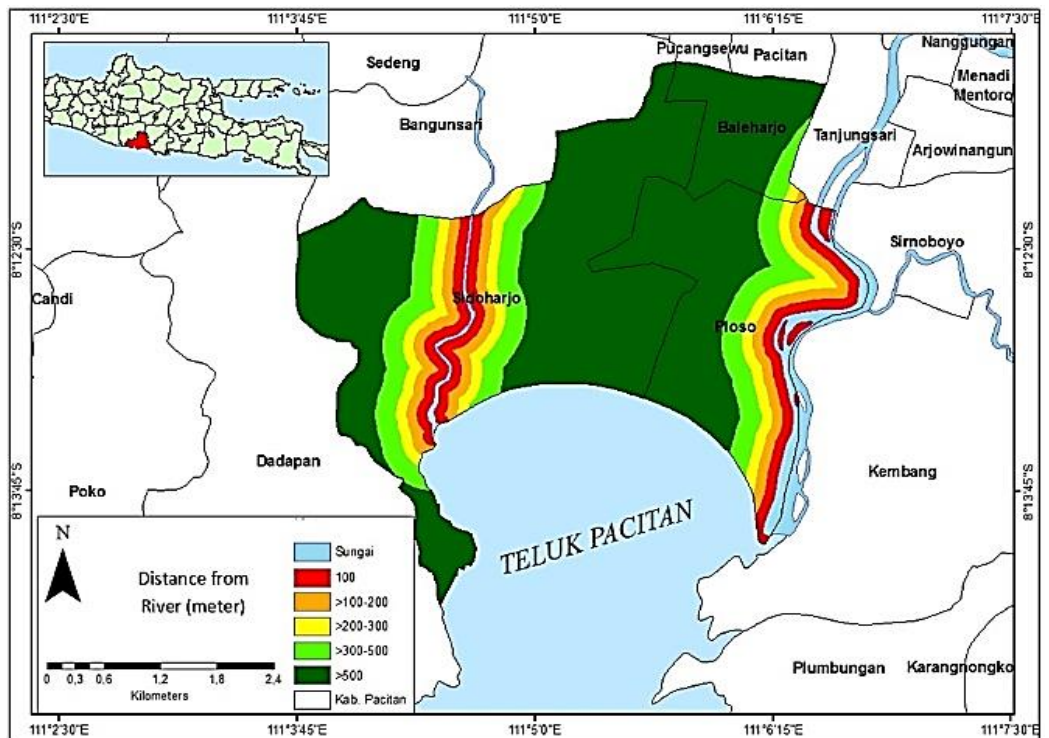 111°2'30"E
111°3'45"E
111°5'0"E
111°6'15"E
111°7'30"E
Sedeng
Pucangsewu
Pacitan
Nanggungan
Menadi
Mentoro
Bangunsari
Baleharjo
Tanjungsari
Arjowinangun
8°12'30"S
8°12'30"S
Sirnoboyo
Candi
Sidoharjo
Ploso
Dadapan
Kembang
Poko
8°13'45"S
8°13'45"S
TELUK PACITAN
N
Distance from
River (meter)
Sungai
100
>100-200
>200-300
>300-500
>500
Kab. Pacitan
0 0,3 0,6 1,2 1,8 2,4
Kilometers
Plumbungan
Karangnongko
111°2'30"E
111°3'45"E
111°5'0"E
111°6'15"E
111°7'30"E